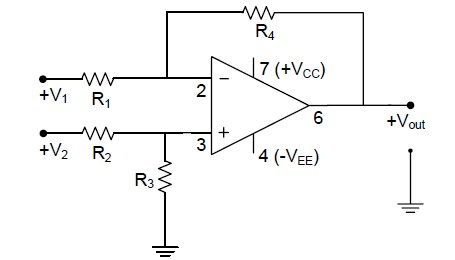 R4
7 (+VCC)
+V1
R1
2
−
6
+Vout
+V2
R2
3
+
4 (-VEE)
R3